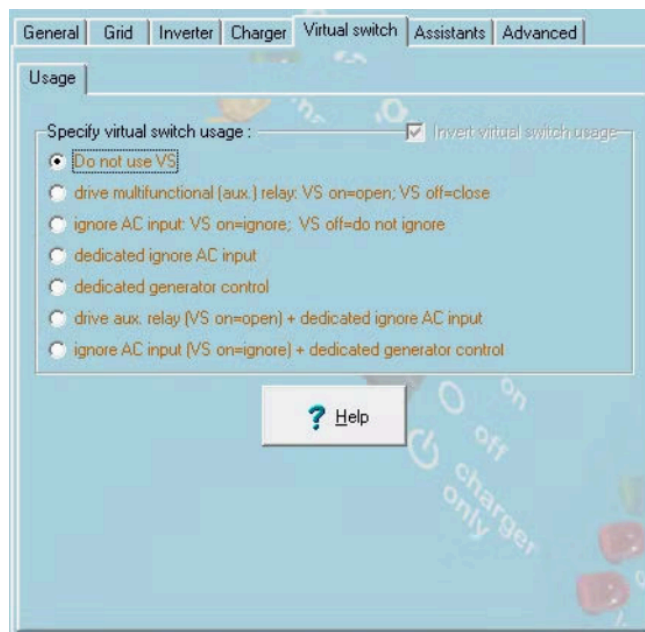 General Grid Inverter Charger Virtual switch Assistants Advanced
Usage
Specify virtual switch usage : Invert virtual switch usage
Do not use VS
drive multifunctional (aux.) relay: VS on=open; VS off=close
ignore AC input: VS on=ignore; VS off=do not ignore
dedicated ignore AC input
dedicated generator control
drive aux. relay (VS on=open) + dedicated ignore AC input
ignore AC input (VS on=ignore) + dedicated generator control
? Help
on
off
charger
only